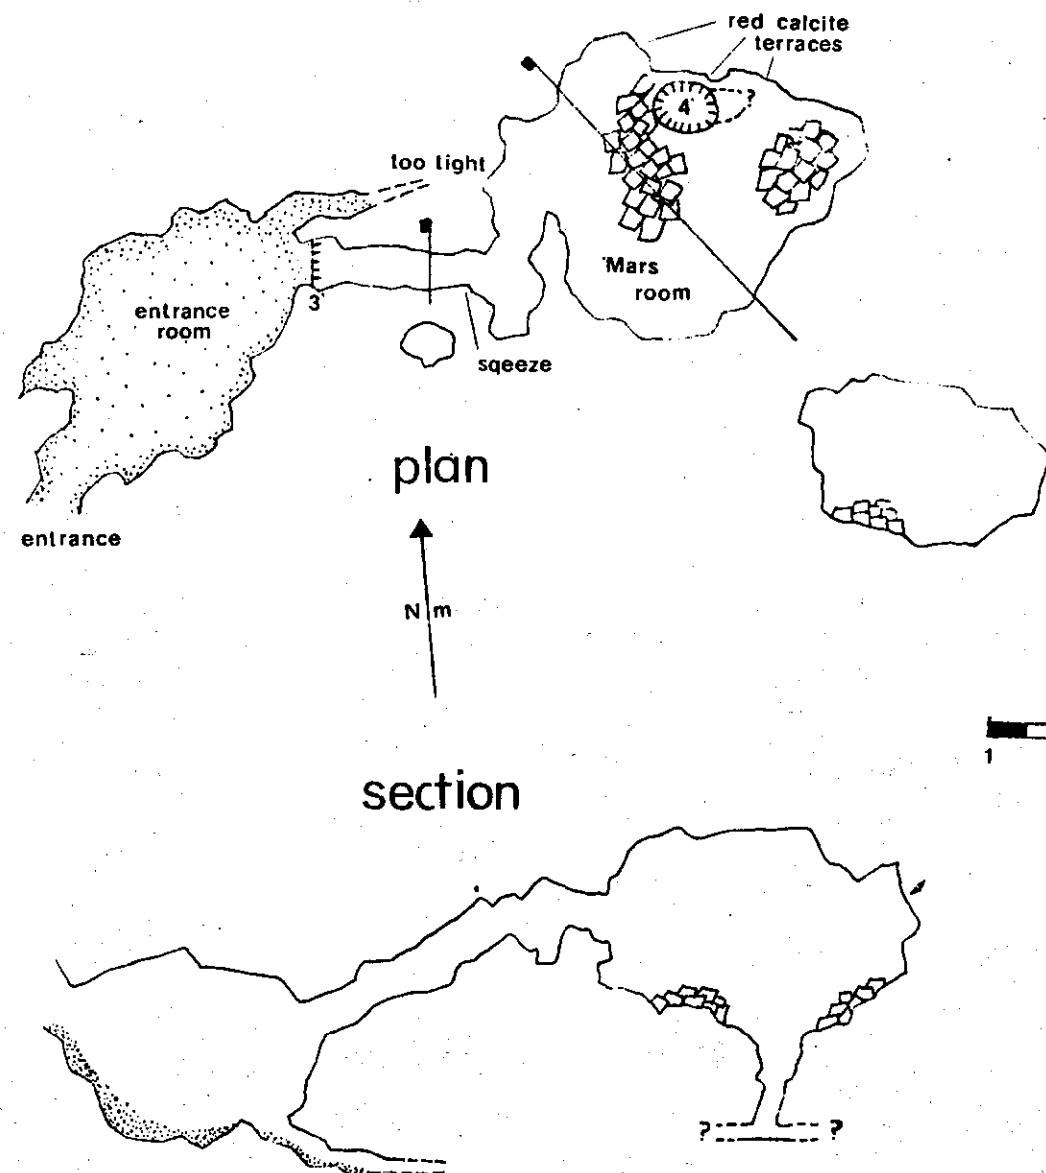 red calcite
terraces
4
?
too tight
Mars
room
entrance
room
3
sqeeze
plan
entrance
N m
1
section
? ?